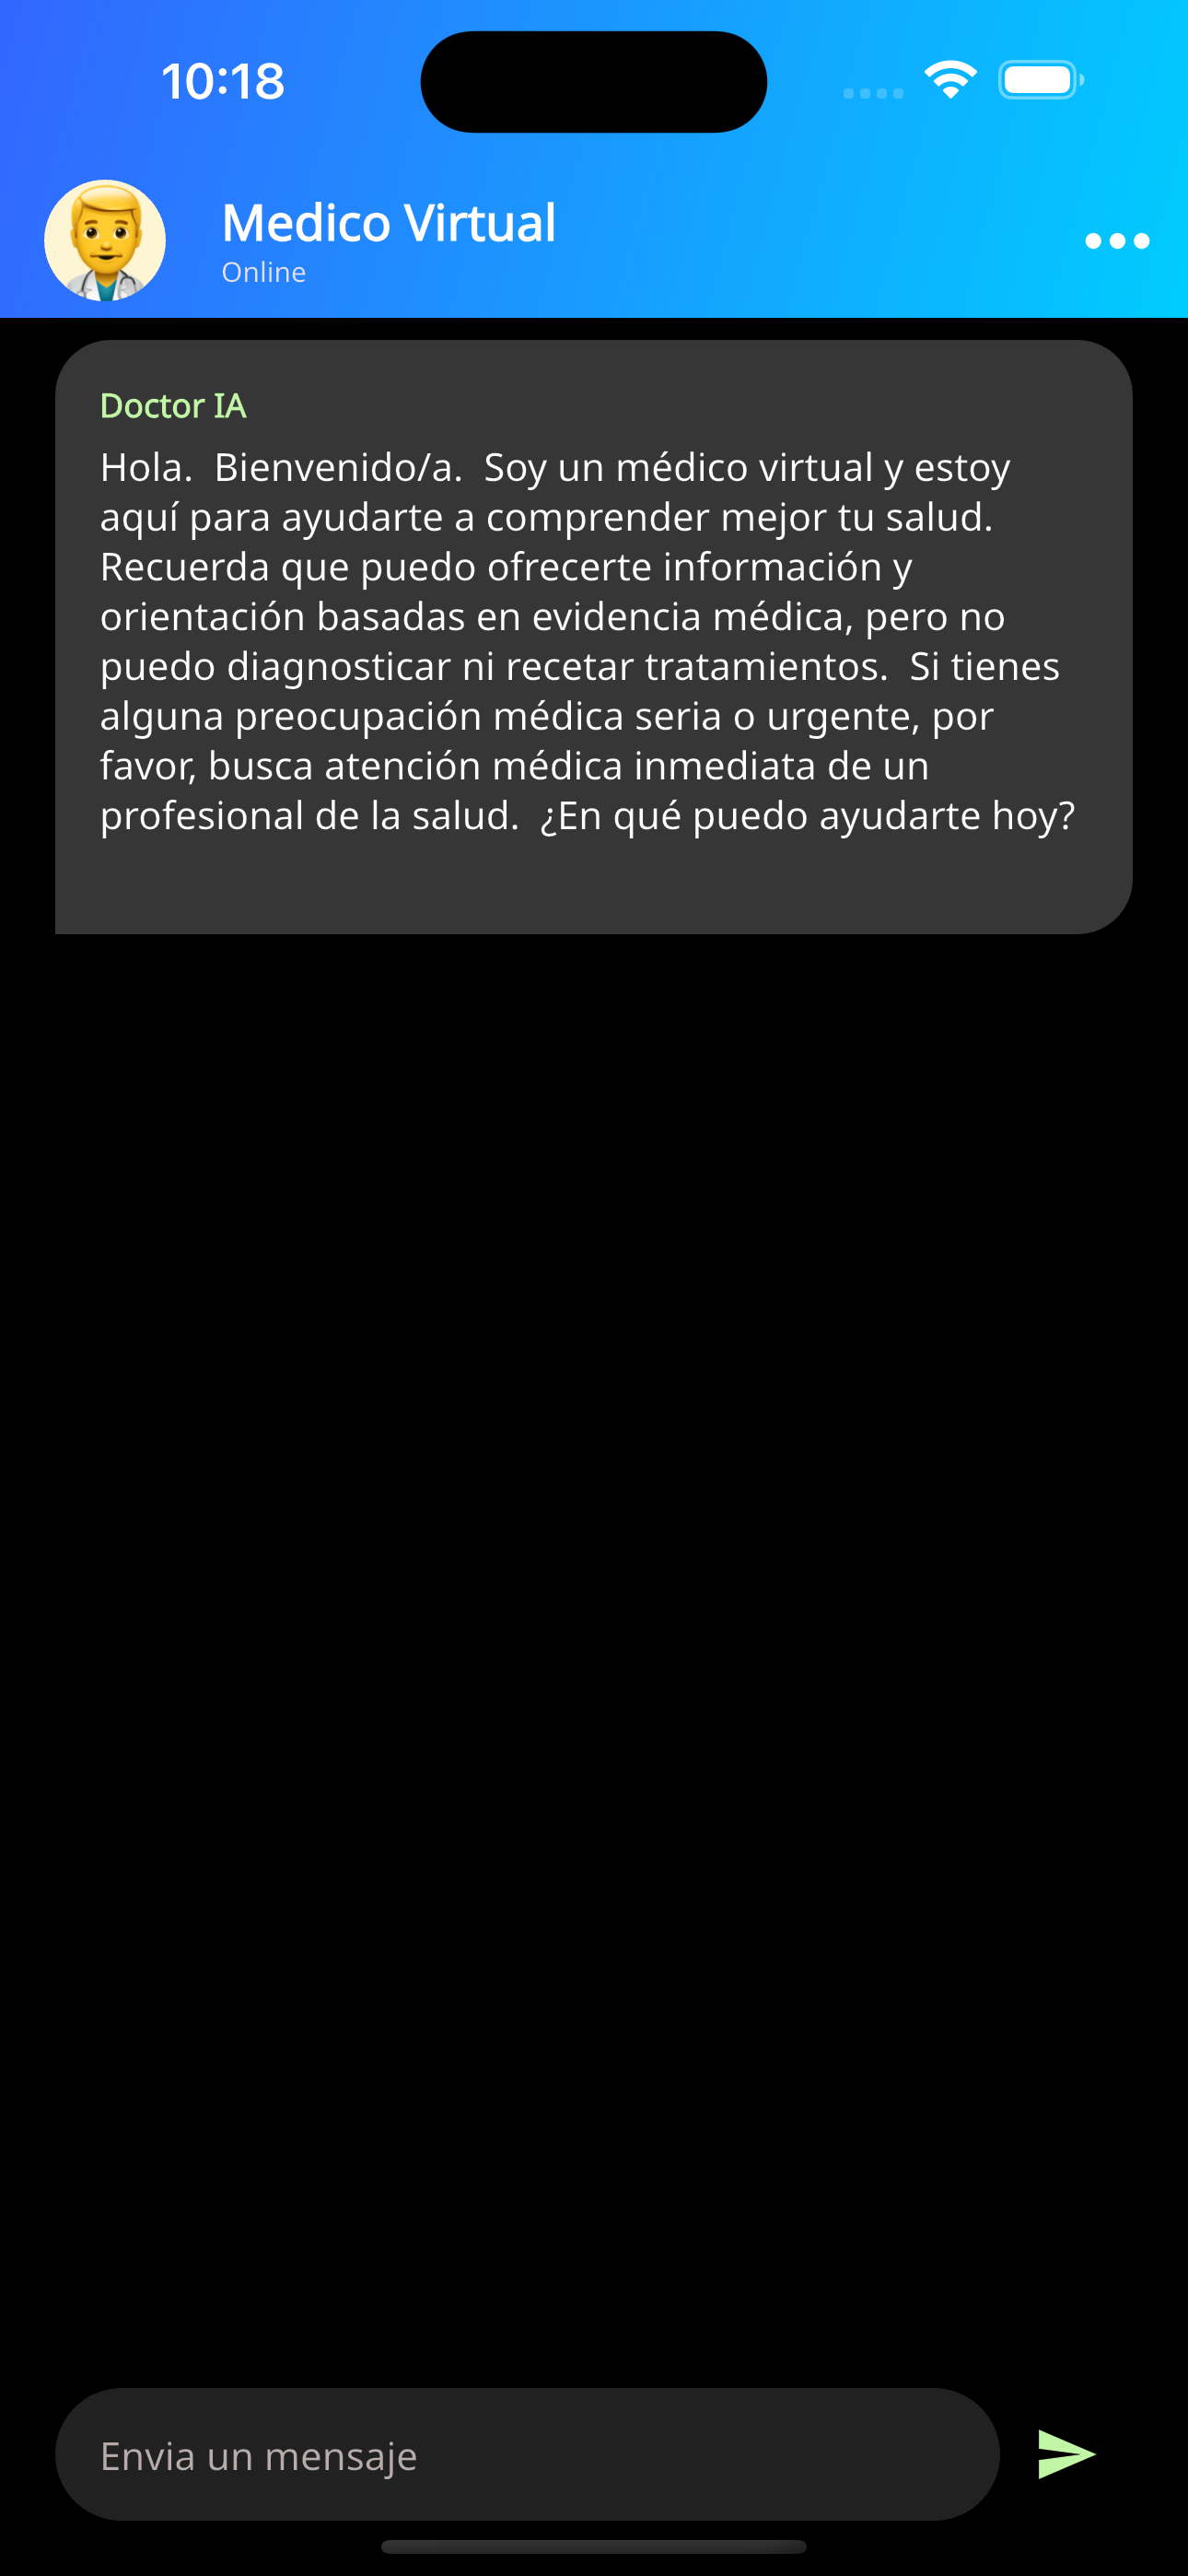 10:18
Medico Virtual
Online
Doctor IA
Hola.  Bienvenido/a.  Soy un médico virtual y estoy
aquí para ayudarte a comprender mejor tu salud.
Recuerda que puedo ofrecerte información y
orientación basadas en evidencia médica, pero no
puedo diagnosticar ni recetar tratamientos.  Si tienes
alguna preocupación médica seria o urgente, por
favor, busca atención médica inmediata de un
profesional de la salud.  ¿En qué puedo ayudarte hoy?
Envia un mensaje